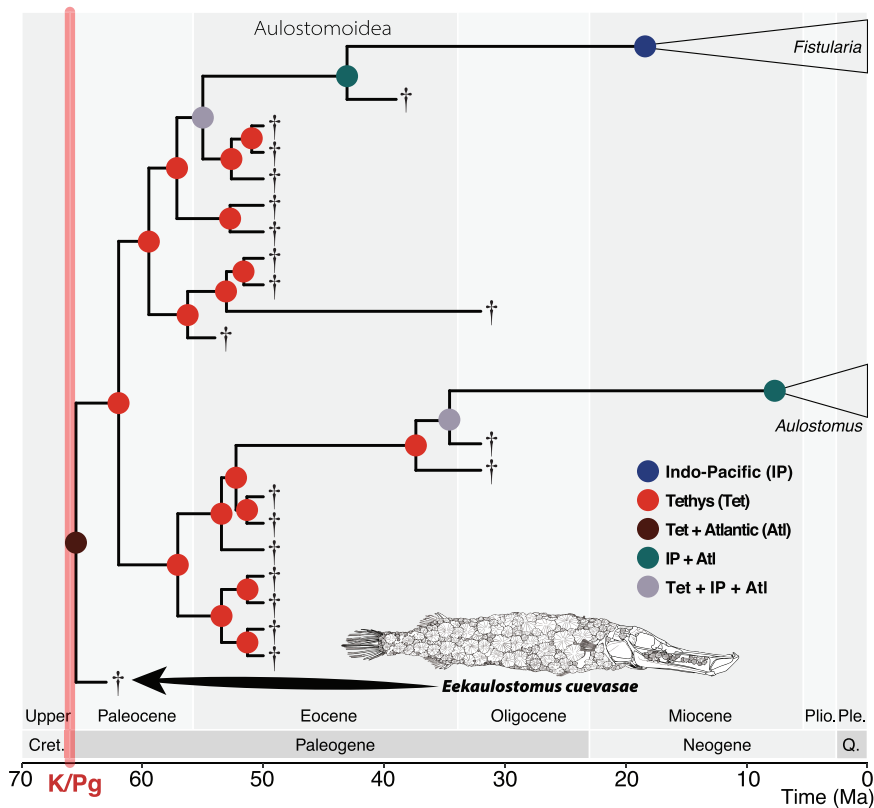 Aulostomoidea
Fistularia
†
†
†
†
†
†
†
†
†
†
Aulostomus
†
†
Indo-Pacific (IP)
Tethys (Tet)
Tet + Atlantic (Atl)
IP + Atl
Tet + IP + Atl
†
†
†
†
†
†
†
†
Eekaulostomus cuevasae
Upper Paleocene Eocene Oligocene Miocene Plio. Ple.
Cret. Paleogene Neogene Q.
70 60 50 40 30 20 10 0
K/Pg
Time (Ma)